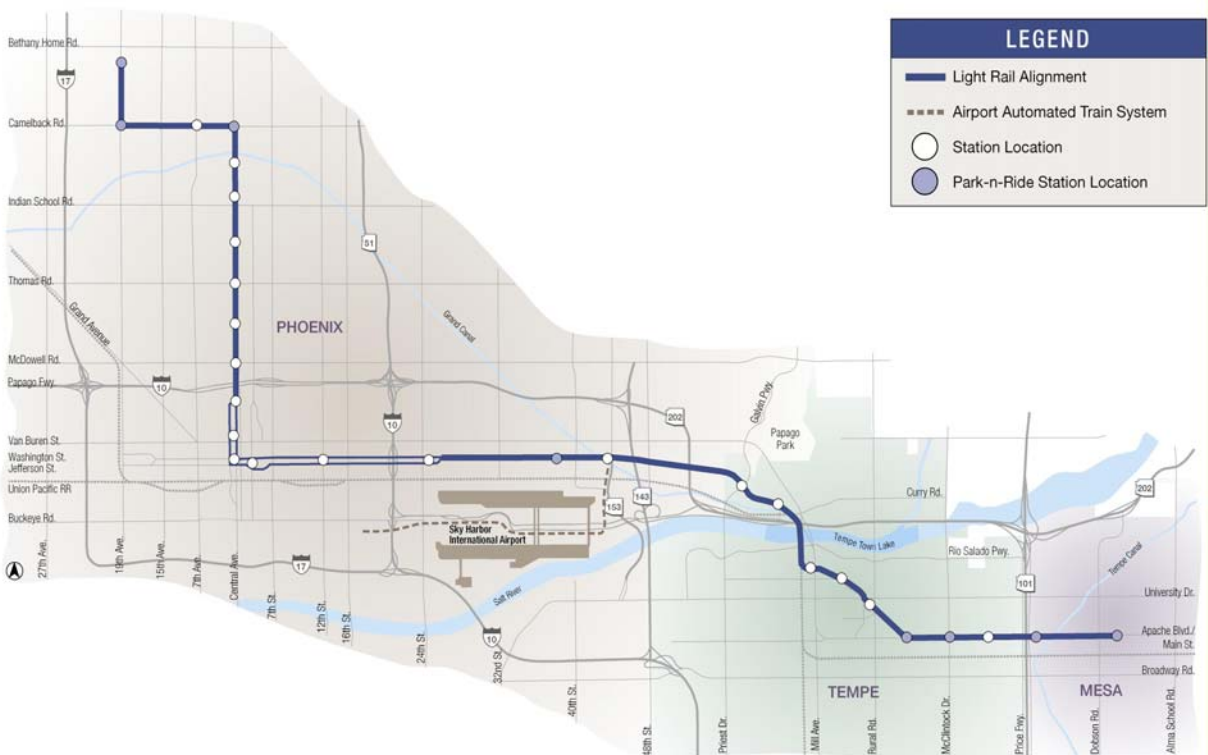 LEGEND
Light Rail Alignment
Airport Automated Train System
Station Location
Park-n-Ride Station Location
Bethany Home Rd.
17
Camelback Rd.
Indian School Rd.
51
Thomas Rd.
Grand Avenue
PHOENIX
Grand Canal
McDowell Rd.
Papago Fwy.
10
10
202
Galvin Pwy.
Papago
Park
Van Buren St.
Washington St.
Jefferson St.
Union Pacific RR
143
153
Curry Rd.
202
Buckeye Rd.
Sky Harbor
International Airport
Tempe Town Lake
Rio Salado Pwy.
Tempe Canal
17
101
Salt River
University Dr.
10
Apache Blvd./
Main St.
Broadway Rd.
TEMPE
MESA
27th Ave.
19th Ave.
15th Ave.
7th Ave.
Central Ave.
7th St.
12th St.
16th St.
24th St.
32nd St.
40th St.
48th St.
Priest Dr.
Mill Ave.
Rural Rd.
McClintock Dr.
Price Fwy.
Dobson Rd.
Alma School Rd.